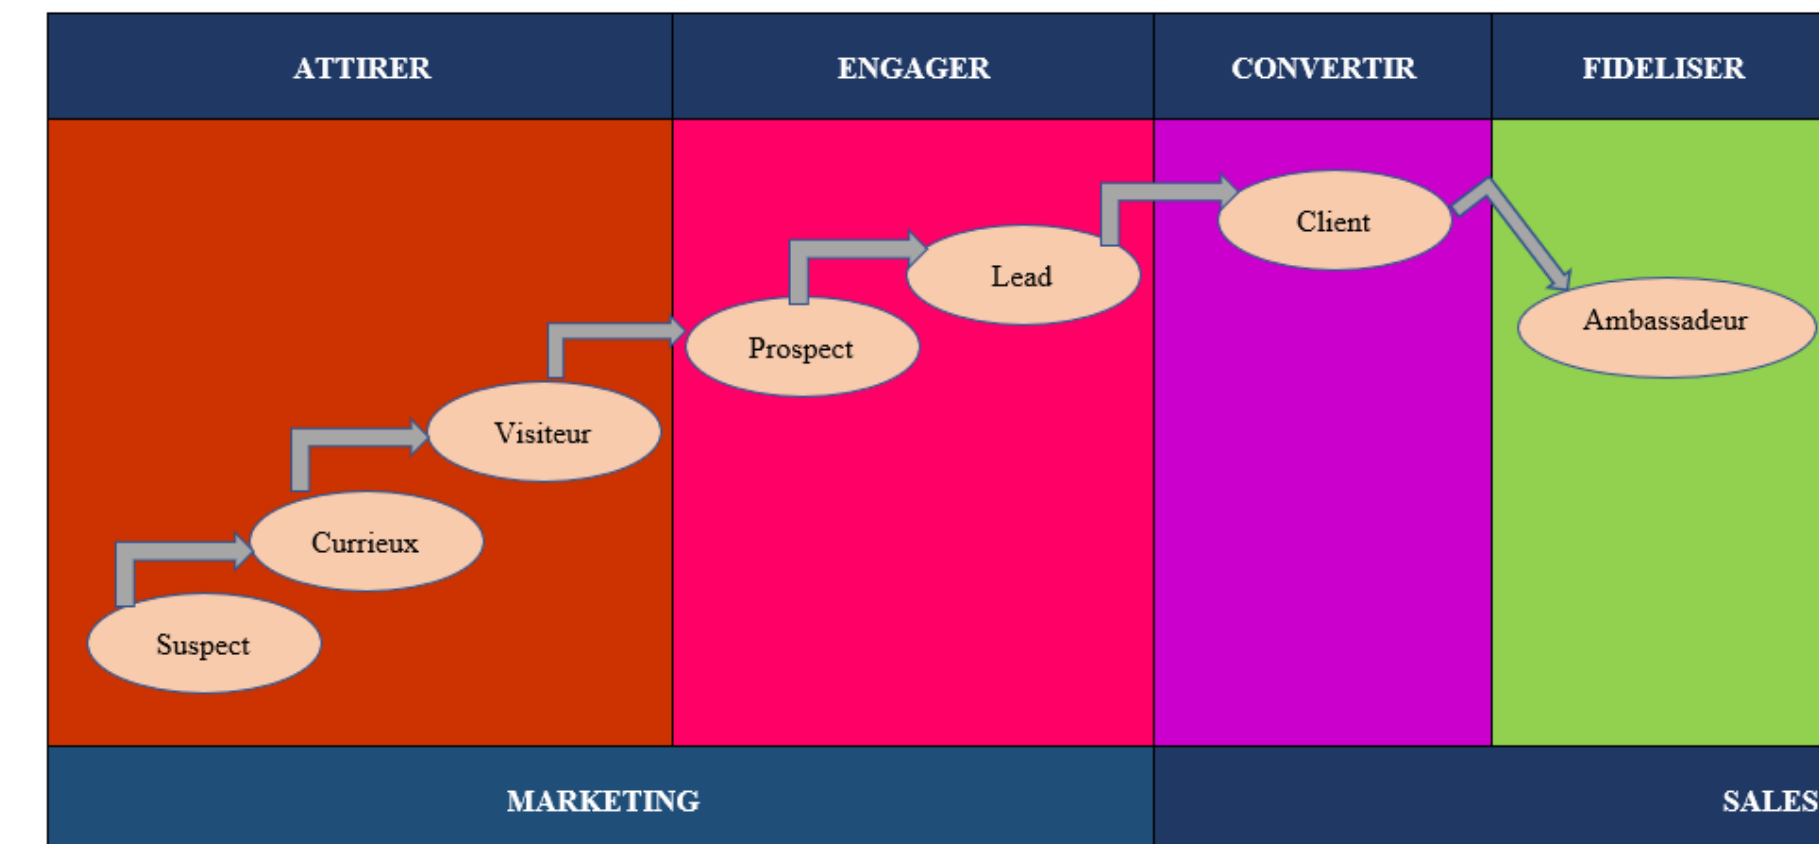 ATTIRER
ENGAGER
CONVERTIR
FIDELISER
Suspect
Currieux
Visiteur
Prospect
Lead
Client
Ambassadeur
MARKETING
SALES